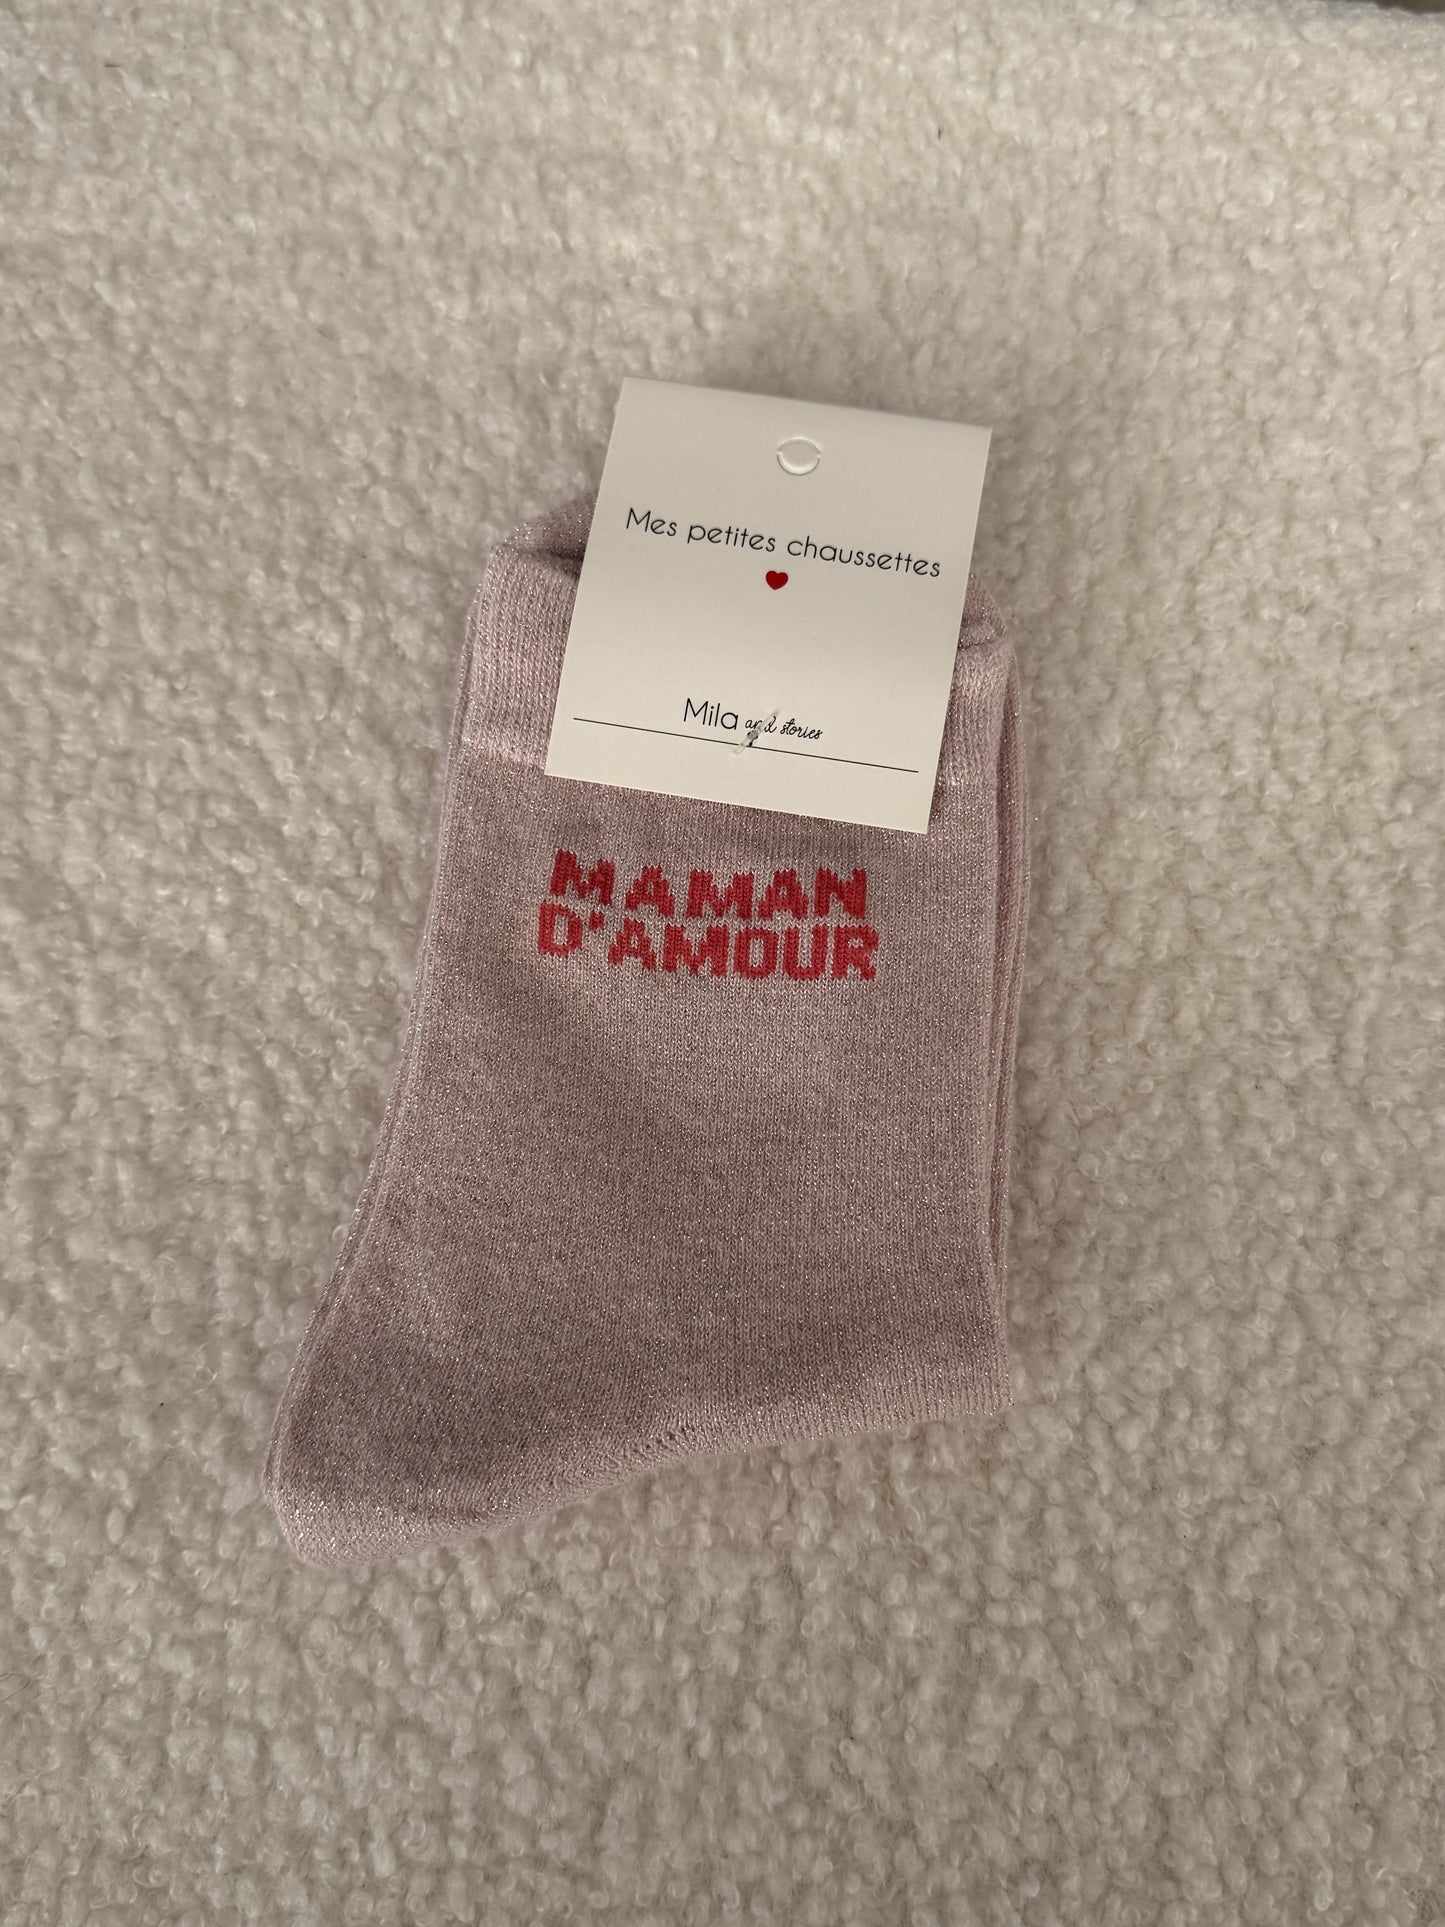 Mes petites chaussettes
Mila and stories
MAMAN
D'AMOUR